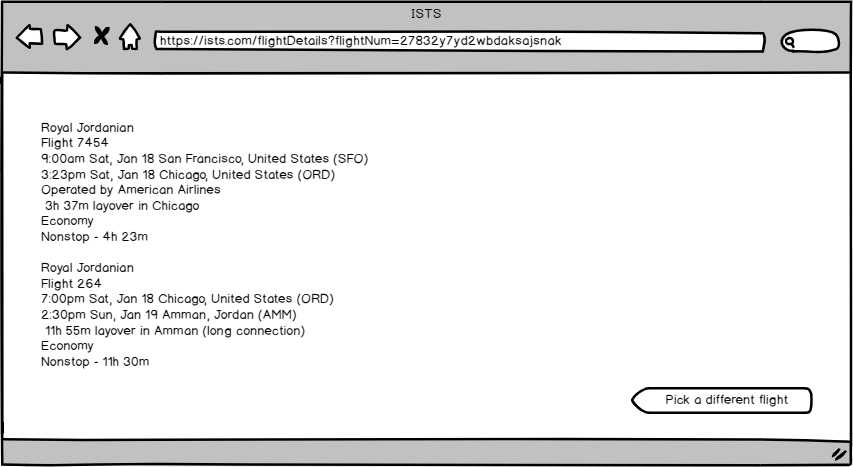 ISTS
https://ists.com/flightDetails?flightNum=27832y7yd2wbdaksajsnak
Royal Jordanian
Flight 7454
9:00am Sat, Jan 18 San Francisco, United States (SFO)
3:23pm Sat, Jan 18 Chicago, United States (ORD)
Operated by American Airlines
3h 37m layover in Chicago
Economy
Nonstop - 4h 23m
Royal Jordanian
Flight 264
7:00pm Sat, Jan 18 Chicago, United States (ORD)
2:30pm Sun, Jan 19 Amman, Jordan (AMM)
11h 55m layover in Amman (long connection)
Economy
Nonstop - 11h 30m
Pick a different flight